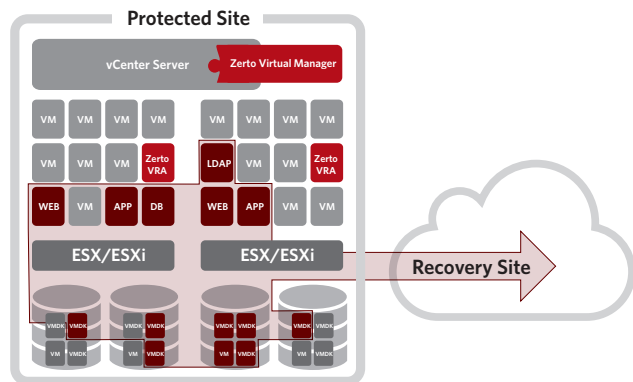 Protected Site
vCenter Server Zerto Virtual Manager
VM VM VM VM VM VM VM VM
VM VM VM Zerto VRA LDAP VM VM Zerto VRA
WEB VM APP DB WEB APP VM VM
ESX/ESXi ESX/ESXi
Recovery Site
VMDK VMDK VMDK VMDK VMDK VMDK VMDK VMDK
VM VMDK VM VMDK VMDK VMDK VM VMDK